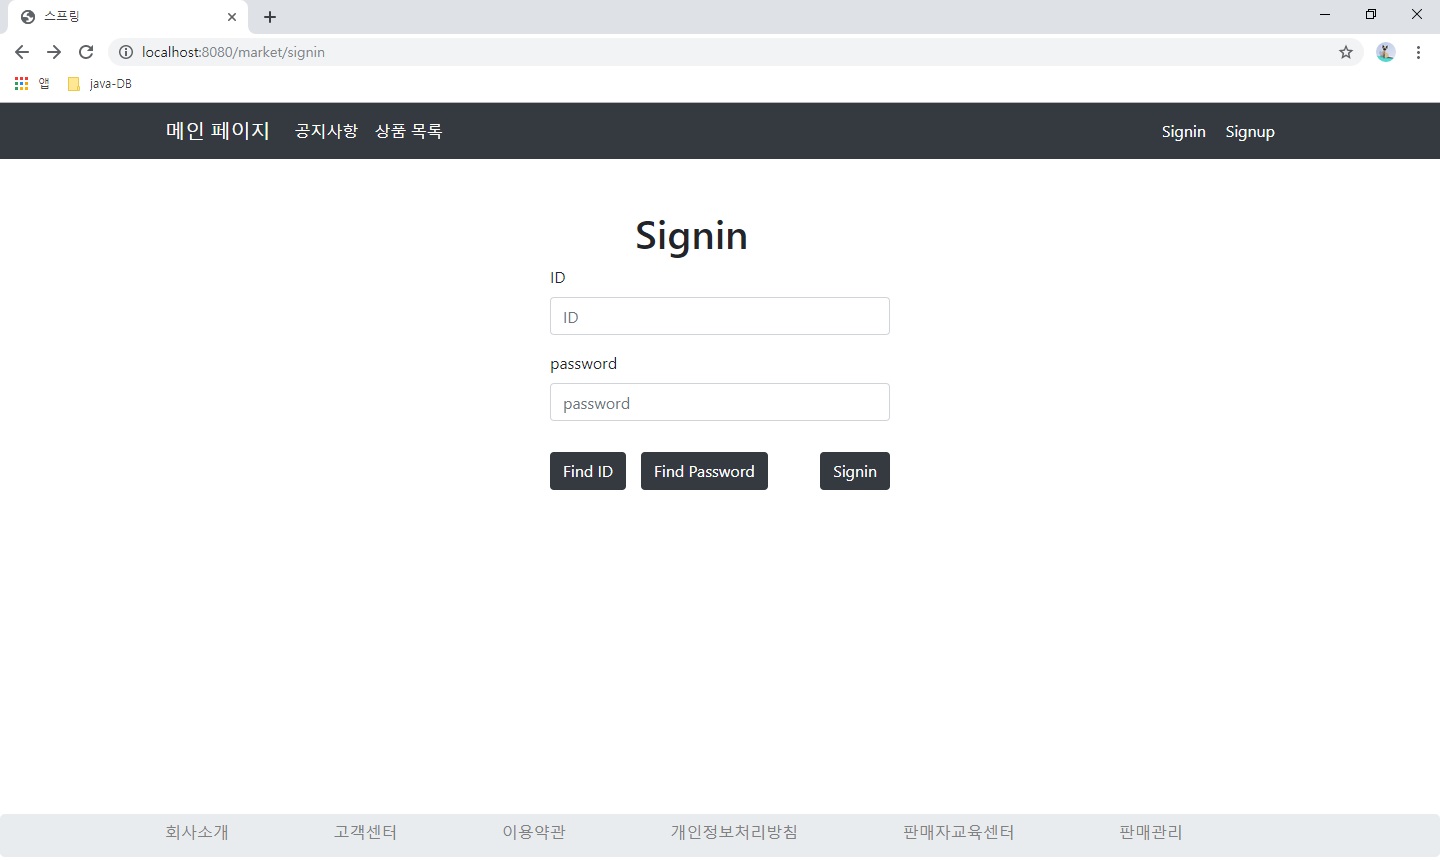 스프링
localhost:8080/market/signin
앱 java-DB
메인 페이지 공지사항 상품 목록 Signin Signup
Signin
ID
ID
password
password
Find ID Find Password Signin
회사소개 고객센터 이용약관 개인정보처리방침 판매자교육센터 판매관리